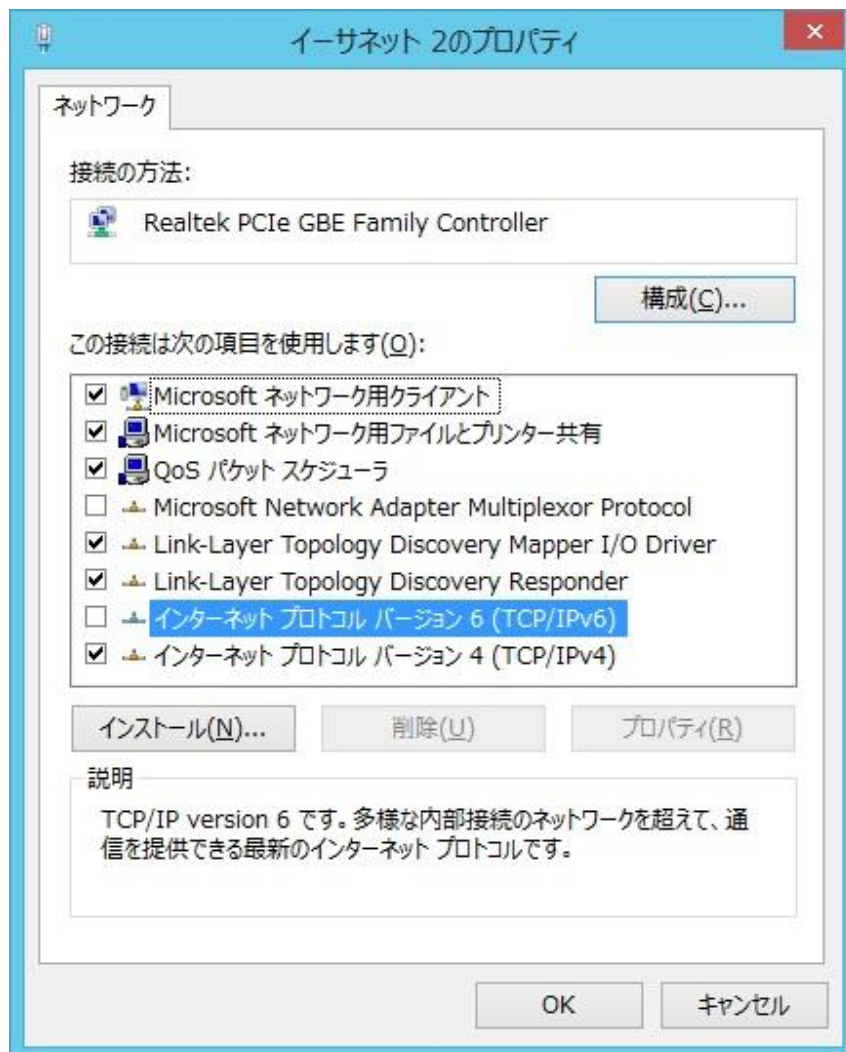 イーサネット 2のプロパティ
ネットワーク
接続の方法:
Realtek PCIe GBE Family Controller
構成(C)...
この接続は次の項目を使用します(O):
Microsoft ネットワーク用クライアント
Microsoft ネットワーク用ファイルとプリンター共有
QoS パケット スケジューラ
Microsoft Network Adapter Multiplexor Protocol
Link-Layer Topology Discovery Mapper I/O Driver
Link-Layer Topology Discovery Responder
インターネット プロトコル バージョン 6 (TCP/IPv6)
インターネット プロトコル バージョン 4 (TCP/IPv4)
インストール(N)...
削除(U)
プロパティ(R)
説明
TCP/IP version 6 です。多様な内部接続のネットワークを超えて、通
信を提供できる最新のインターネット プロトコルです。
OK
キャンセル